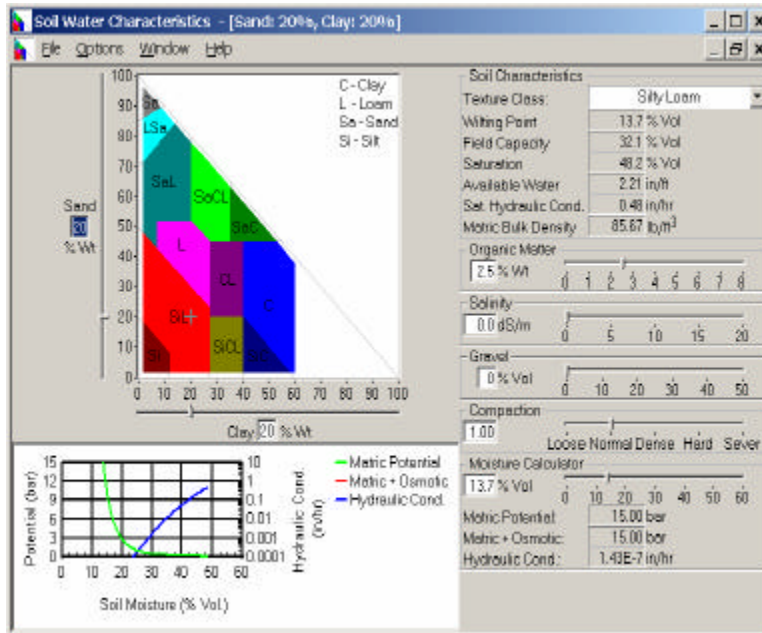 Soil Water Characteristics - [Sand: 20%, Clay: 20%]
File Options Window Help
Sand
20
% Wt
100
90
80
70
60
50
40
30
20
10
0
Sa
LSa
SaL
SaCL
SaC
L
CL
C
SiL
SiCL
SiC
Si
C - Clay
L - Loam
Sa - Sand
Si - Silt
0 10 20 30 40 50 60 70 80 90 100
Clay 20 % Wt
Soil Characteristics
Texture Class: Silty Loam
Wilting Point 13.7 % Vol
Field Capacity 32.1 % Vol
Saturation 48.2 % Vol
Available Water 2.21 in/ft
Sat. Hydraulic Cond. 0.48 in/hr
Matric Bulk Density 85.67 lb/ft³
Organic Matter
2.5 % Wt 0 1 2 3 4 5 6 7 8
Salinity
0.0 dS/m 0 5 10 15 20
Gravel
0 % Vol 0 10 20 30 40 50
Compaction
1.00 Loose Normal Dense Hard Sever
Moisture Calculator
13.7 % Vol 0 10 20 30 40 50 60
Matric Potential: 15.00 bar
Matric + Osmotic: 15.00 bar
Hydraulic Cond.: 1.43E-7 in/hr
Potential (bar)
15
12
9
6
3
0
10
1
0.1
0.01
0.001
0.0001
Hydraulic Cond.
(in/hr)
0 10 20 30 40 50 60
Soil Moisture (% Vol.)
Matric Potential
Matric + Osmotic
Hydraulic Cond.